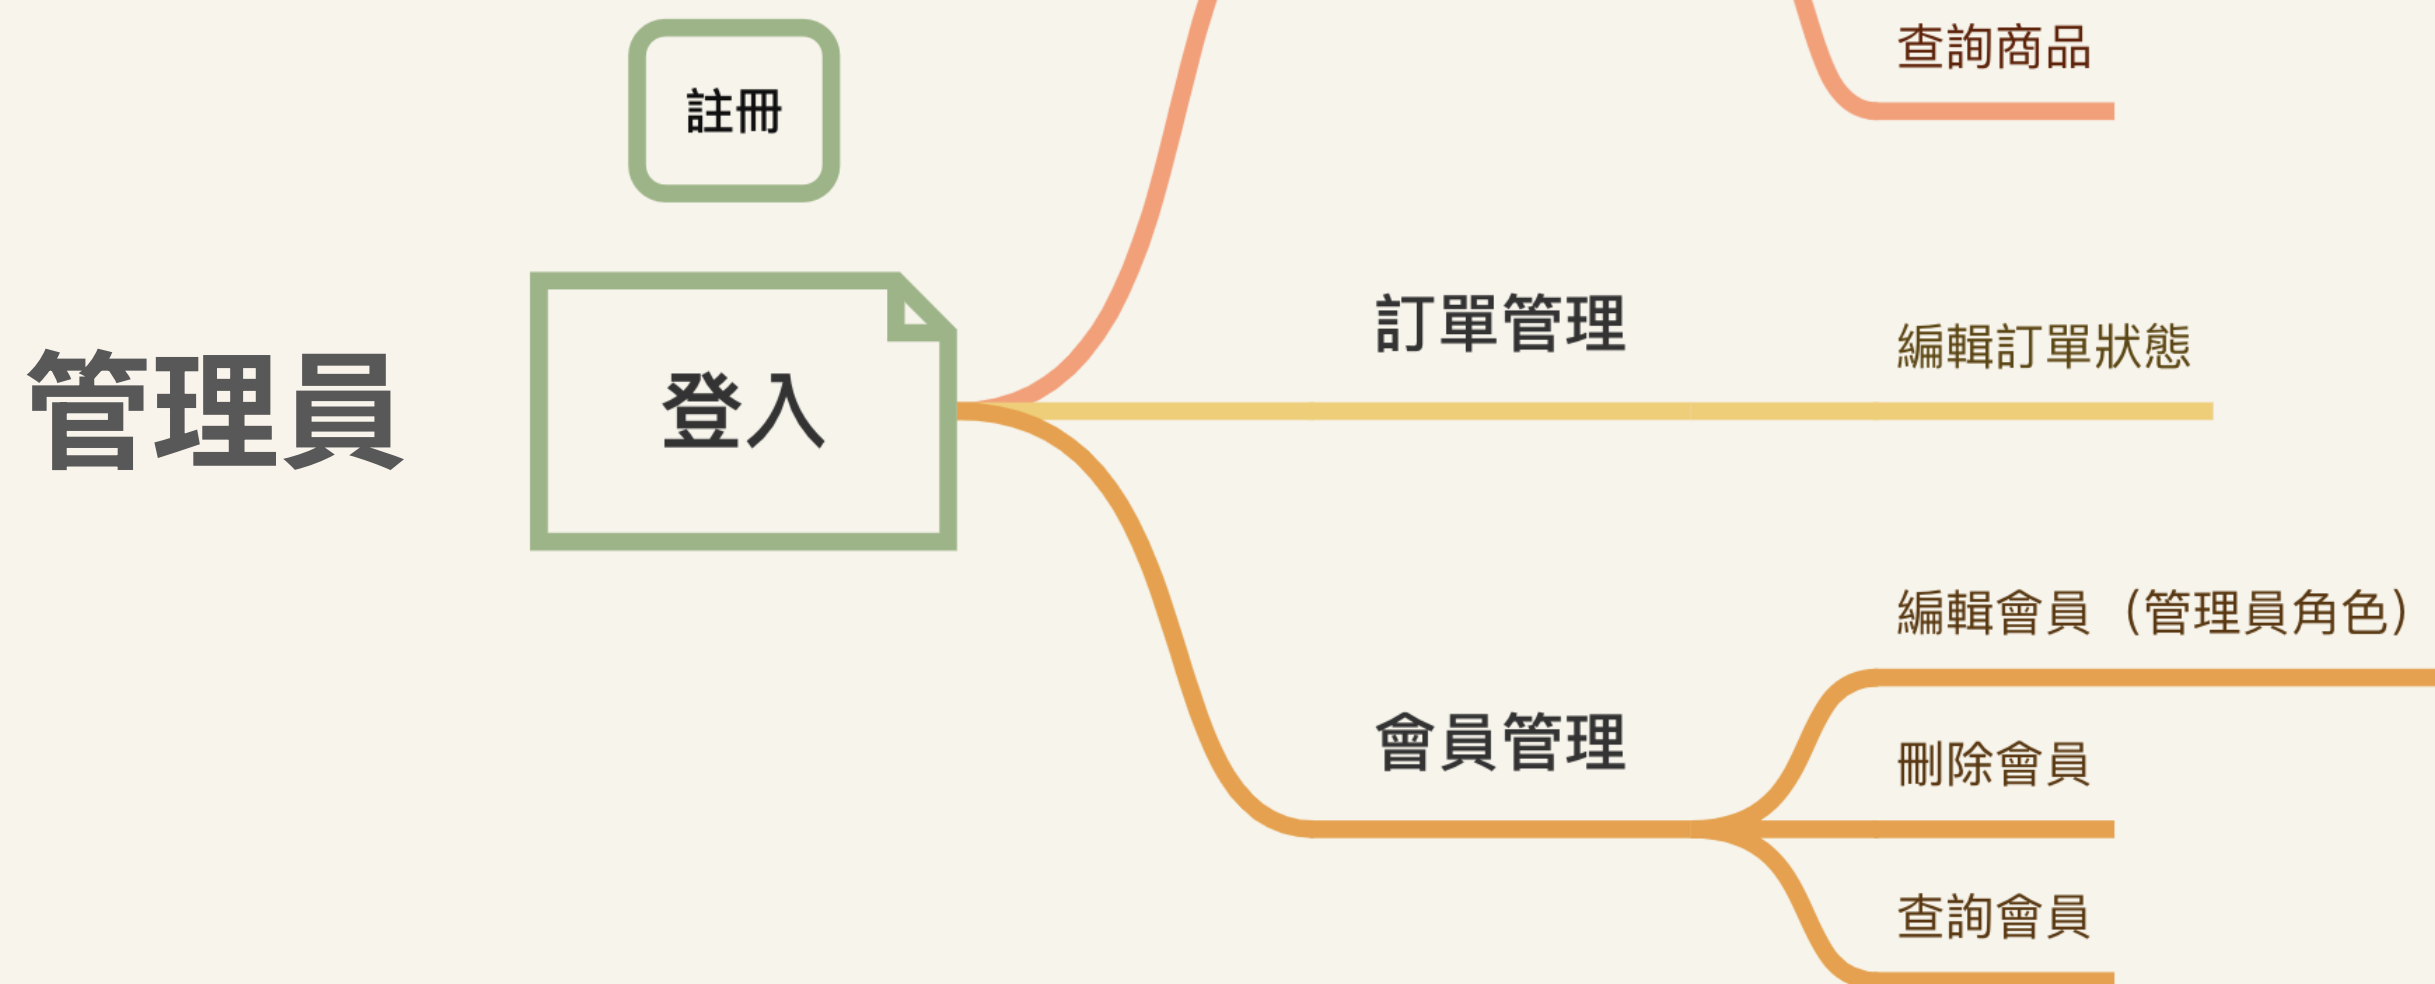 管理員
註冊
登入
查詢商品
訂單管理
編輯訂單狀態
會員管理
編輯會員（管理員角色）
刪除會員
查詢會員